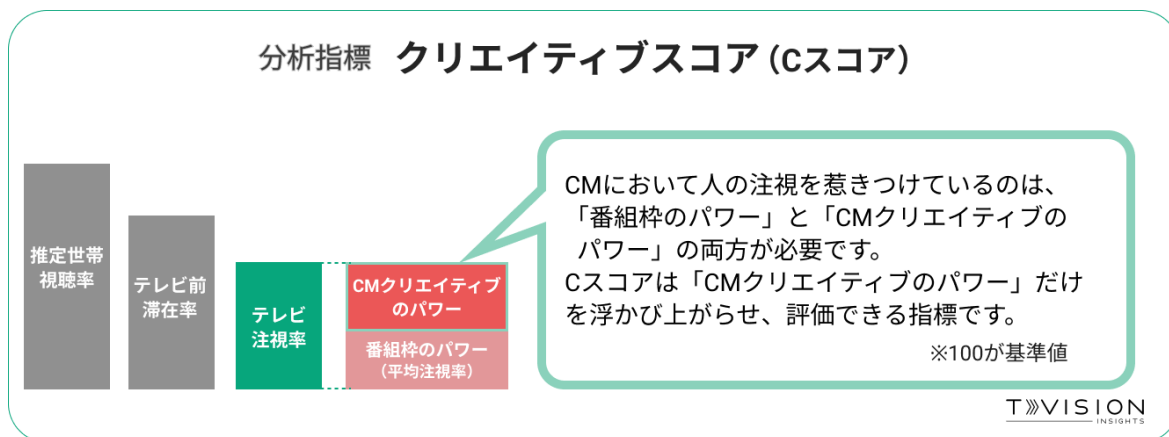 分析指標 クリエイティブスコア(Cスコア)
推定世帯
視聴率
テレビ前
滞在率
テレビ
注視率
CMクリエイティブ
のパワー
番組枠のパワー
(平均注視率)
CMにおいて人の注視を惹きつけているのは、
「番組枠のパワー」と「CMクリエイティブの
パワー」の両方が必要です。
Cスコアは「CMクリエイティブのパワー」だけ
を浮かび上がらせ、評価できる指標です。
※100が基準値
TVISION
INSIGHTS